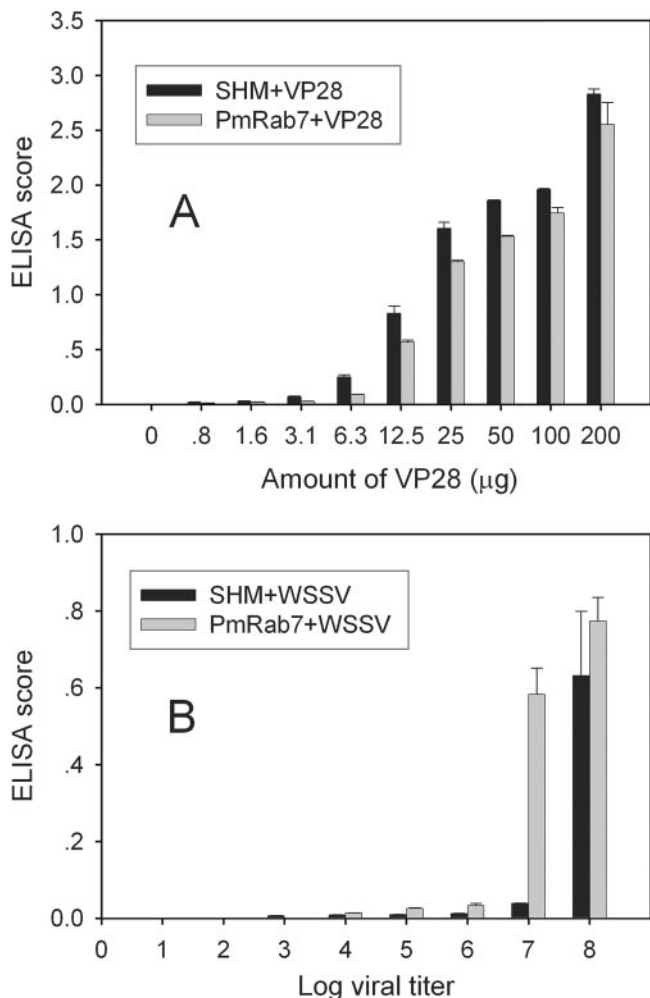 3.5
3.0
2.5
2.0
1.5
1.0
.5
0.0
ELISA score
SHM+VP28
PmRab7+VP28
A
0 .8 1.6 3.1 6.3 12.5 25 50 100 200
Amount of VP28 (μg)
1.0
.8
.6
.4
.2
0.0
ELISA score
SHM+WSSV
PmRab7+WSSV
B
0 1 2 3 4 5 6 7 8
Log viral titer